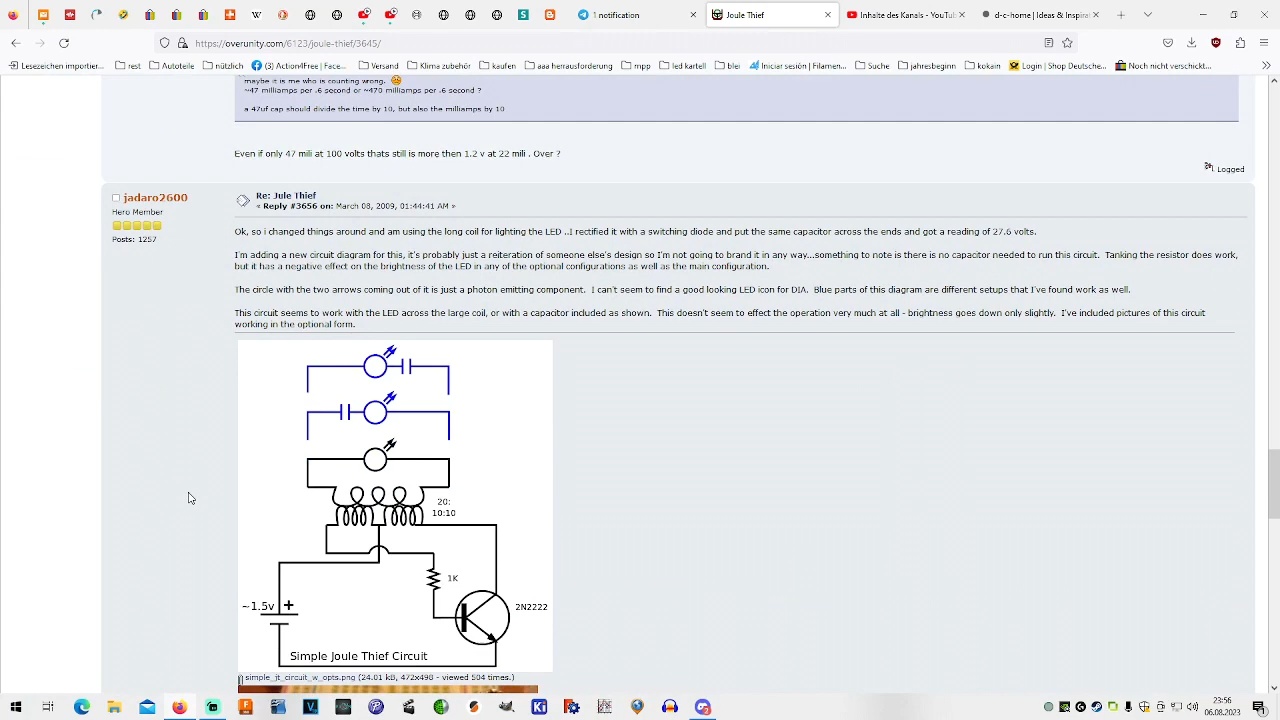 1 notification
Joule Thief
Inhalte des Kanals - YouTub
d-c-home | Ideas & Inspir
https://overunity.com/6123/joule-thief/3645/
Lesezeichen importier...
rest
Autoteile
nützlich
(3) Action4Free | Face...
Versand
Klima zubehör
kaufen
aaa herausforderung
mpp
led kartell
blei
Iniciar sesión | Filamen...
Suche
jahresbeginn
kokain
Login | Shop Deutsche...
Noch nicht verschickt...
maybe it is me who is counting wrong.
~47 milliamps per .6 second or ~470 milliamps per .6 second ?
a 47uf cap should divide the time by 10, but also the milliamps by 10
Even if only 47 mili at 100 volts thats still is more then 1.2 v at 22 mili . Over ?
Logged
jadaro2600
Hero Member
Posts: 1257
Re: Jule Thief
« Reply #3656 on: March 08, 2009, 01:44:41 AM »
Ok, so i changed things around and am using the long coil for lighting the LED ..I rectified it with a switching diode and put the same capacitor across the ends and got a reading of 27.6 volts.
I'm adding a new circuit diagram for this, it's probably just a reiteration of someone else's design so I'm not going to brand it in any way...something to note is there is no capacitor needed to run this circuit. Tanking the resistor does work,
but it has a negative effect on the brightness of the LED in any of the optional configurations as well as the main configuration.
The circle with the two arrows coming out of it is just a photon emitting component. I can't seem to find a good looking LED icon for DIA. Blue parts of this diagram are different setups that I've found work as well.
This circuit seems to work with the LED across the large coil, or with a capacitor included as shown. This doesn't seem to effect the operation very much at all - brightness goes down only slightly. I've included pictures of this circuit
working in the optional form.
20:
10:10
1K
~1.5v
+
2N2222
Simple Joule Thief Circuit
simple_jt_circuit_w_opts.png (24.01 kB, 472x498 - viewed 504 times.)
23:56
06.08.2023